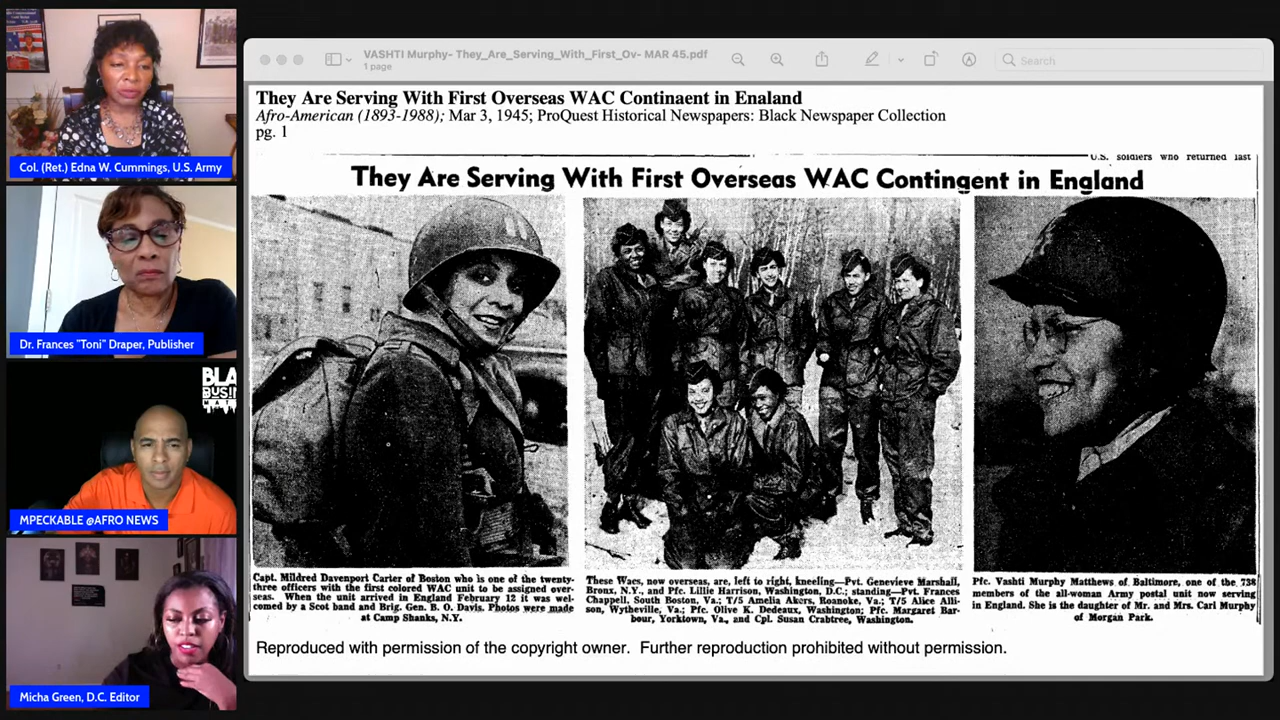 Col. (Ret.) Edna W. Cummings, U.S. Army
Dr. Frances "Toni" Draper, Publisher
BLA
BUSIN
MATT
MPECKABLE @AFRO NEWS
Micha Green, D.C. Editor
VASHTI Murphy- They_Are_Serving_With_First_Ov- MAR 45.pdf
1 page
Search
They Are Serving With First Overseas WAC Continaent in Enaland
Afro-American (1893-1988); Mar 3, 1945; ProQuest Historical Newspapers: Black Newspaper Collection
pg. 1
U.S. soldiers who returned last
They Are Serving With First Overseas WAC Contingent in England
Capt. Mildred Davenport Carter of Boston who is one of the twenty-
three officers with the first colored WAC unit to be assigned over-
seas. When the unit arrived in England February 12 it was wel-
comed by a Scot band and Brig. Gen. B. O. Davis. Photos were made
at Camp Shanks, N.Y.
These Wacs, now overseas, are, left to right, kneeling—Pvt. Genevieve Marshall,
Bronx, N.Y., and Pfc. Lillie Harrison, Washington, D.C.; standing—Pvt. Frances
Chappell, South Boston, Va.; T/5 Amelia Akers, Roanoke, Va.; T/5 Alice Alli-
son, Wytheville, Va.; Pfc. Olive K. Dedeaux, Washington; Pfc. Margaret Bar-
bour, Yorktown, Va., and Cpl. Susan Crabtree, Washington.
Pfc. Vashti Murphy Matthews of Baltimore, one of the 738
members of the all-woman Army postal unit now serving
in England. She is the daughter of Mr. and Mrs. Carl Murphy
of Morgan Park.
Reproduced with permission of the copyright owner. Further reproduction prohibited without permission.